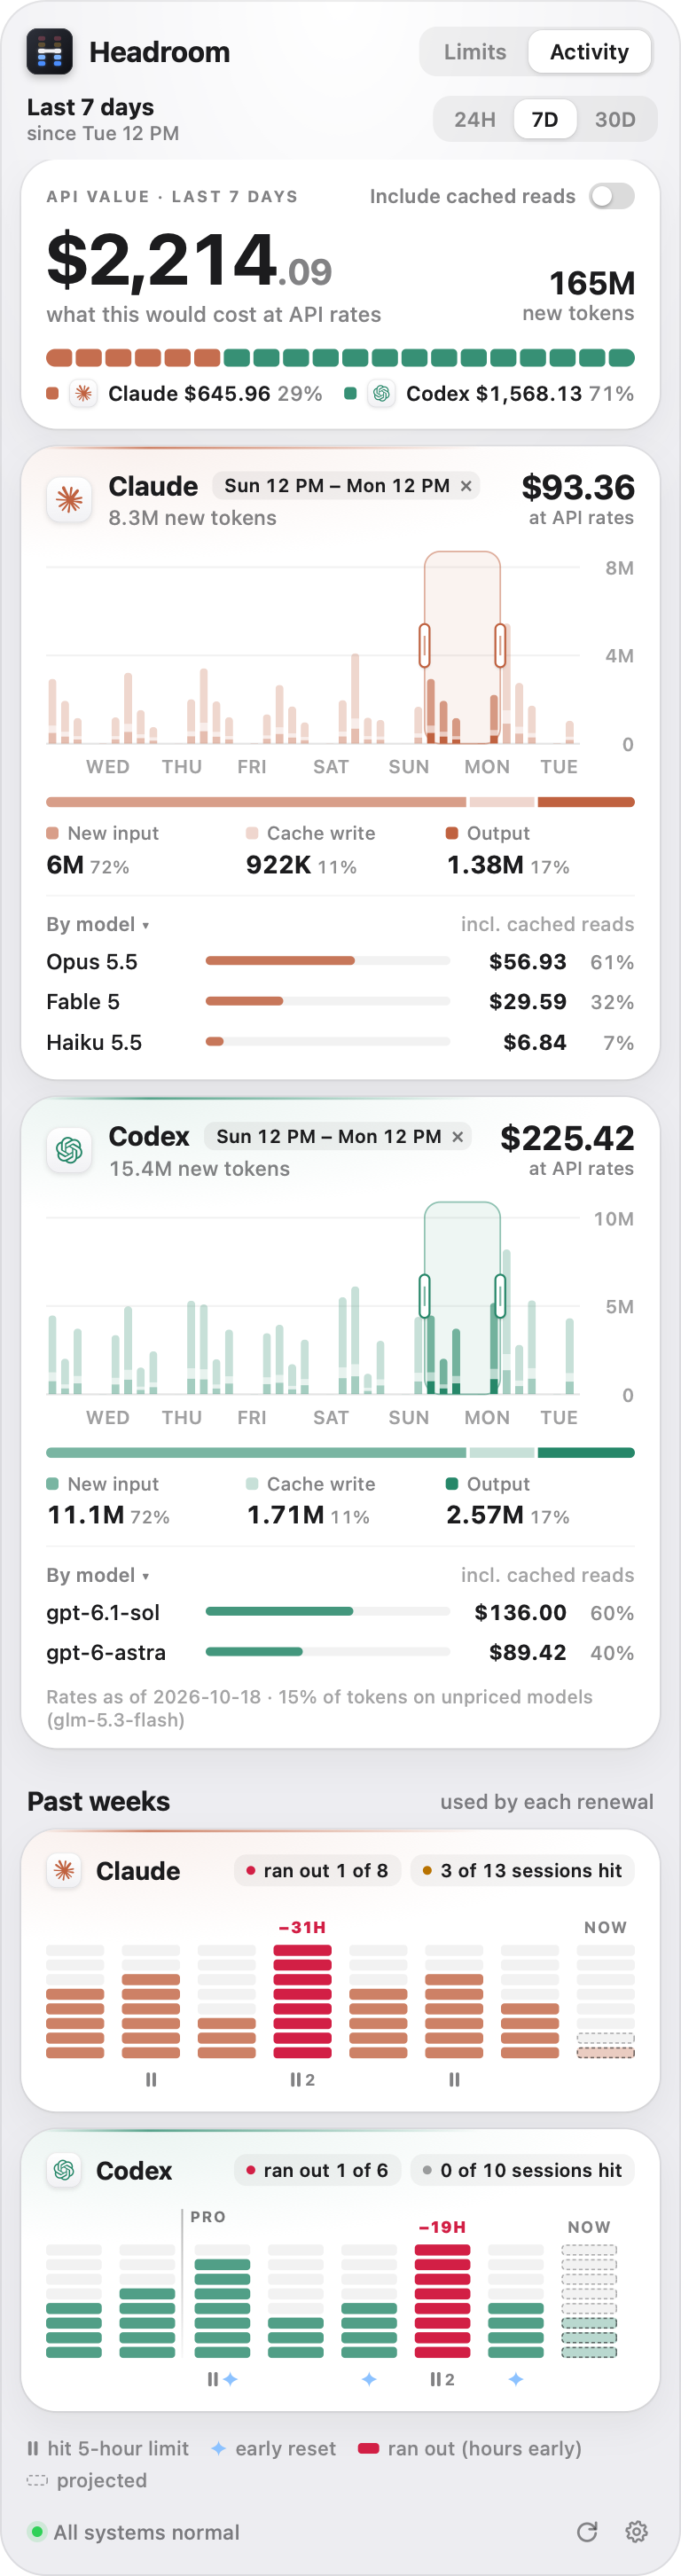 Headroom
Limits Activity
Last 7 days
since Tue 12 PM
24H 7D 30D
API VALUE · LAST 7 DAYS
Include cached reads
$2,214.09
what this would cost at API rates
165M
new tokens
Claude $645.96 29%
Codex $1,568.13 71%
Claude
Sun 12 PM – Mon 12 PM ×
$93.36
8.3M new tokens
at API rates
8M
4M
0
WED THU FRI SAT SUN MON TUE
New input Cache write Output
6M 72% 922K 11% 1.38M 17%
By model ▾ incl. cached reads
Opus 5.5 $56.93 61%
Fable 5 $29.59 32%
Haiku 5.5 $6.84 7%
Codex
Sun 12 PM – Mon 12 PM ×
$225.42
15.4M new tokens
at API rates
10M
5M
0
WED THU FRI SAT SUN MON TUE
New input Cache write Output
11.1M 72% 1.71M 11% 2.57M 17%
By model ▾ incl. cached reads
gpt-6.1-sol $136.00 60%
gpt-6-astra $89.42 40%
Rates as of 2026-10-18 · 15% of tokens on unpriced models
(glm-5.3-flash)
Past weeks
used by each renewal
Claude
ran out 1 of 8
3 of 13 sessions hit
–31H NOW
2
Codex
ran out 1 of 6
0 of 10 sessions hit
PRO
–19H NOW
2
hit 5-hour limit early reset ran out (hours early)
projected
All systems normal